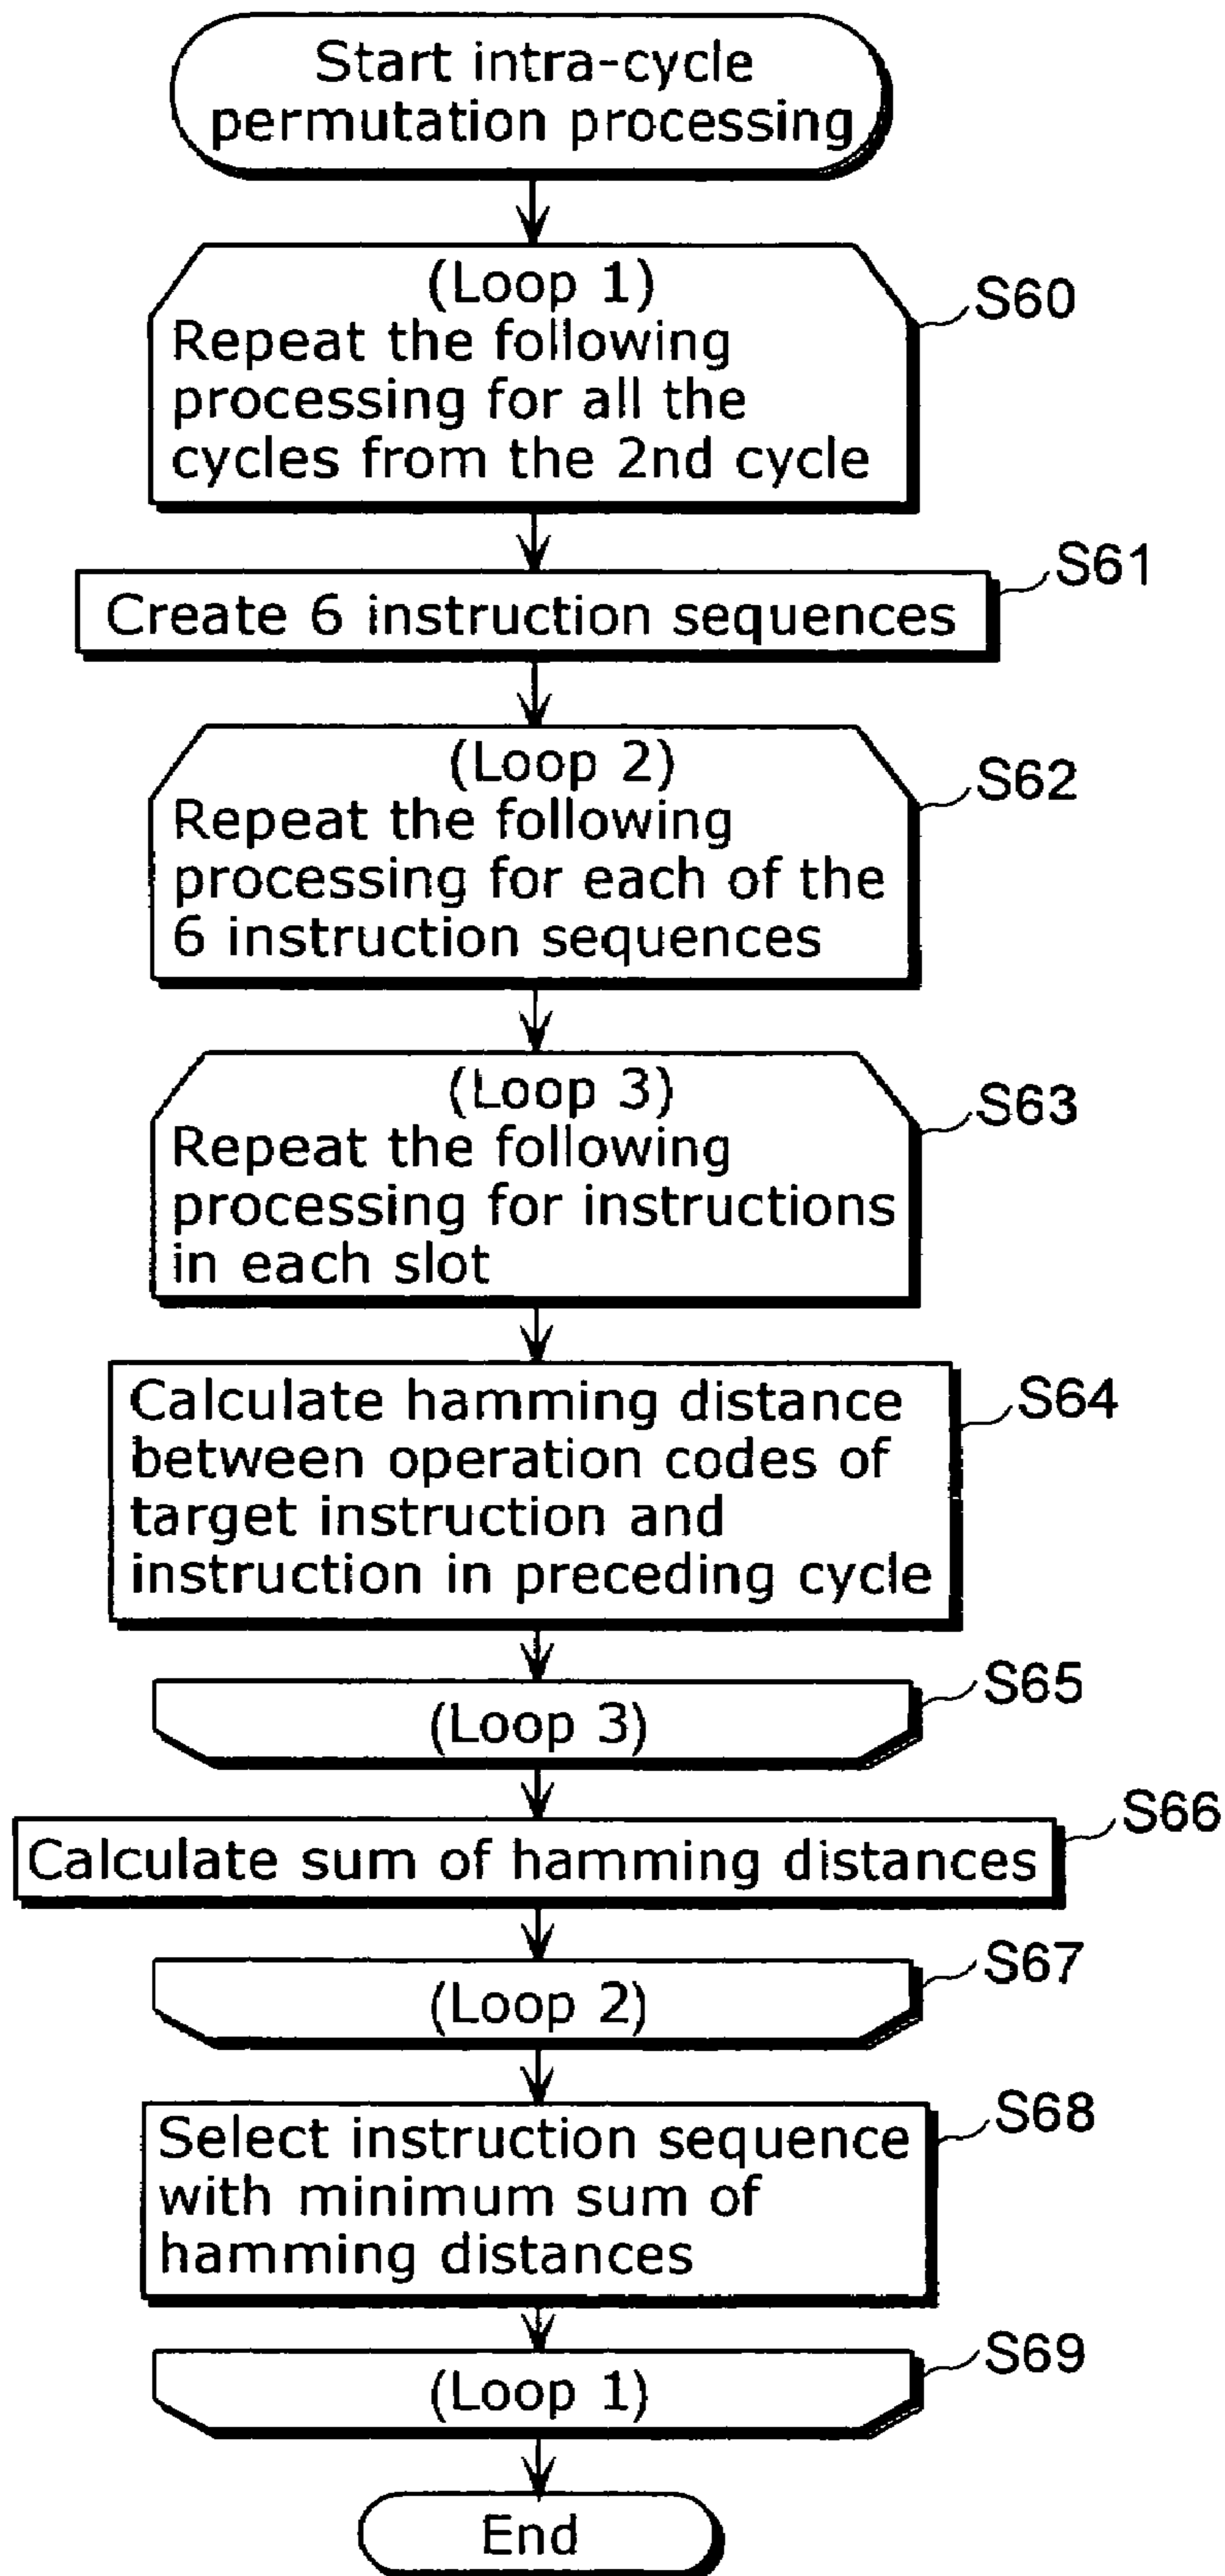 Start intra-cycle
permutation processing
(Loop 1)
Repeat the following
processing for all the
cycles from the 2nd cycle
S60
Create 6 instruction sequences
S61
(Loop 2)
Repeat the following
processing for each of the
6 instruction sequences
S62
(Loop 3)
Repeat the following
processing for instructions
in each slot
S63
Calculate hamming distance
between operation codes of
target instruction and
instruction in preceding cycle
S64
(Loop 3)
S65
Calculate sum of hamming distances
S66
(Loop 2)
S67
Select instruction sequence
with minimum sum of
hamming distances
S68
(Loop 1)
S69
End